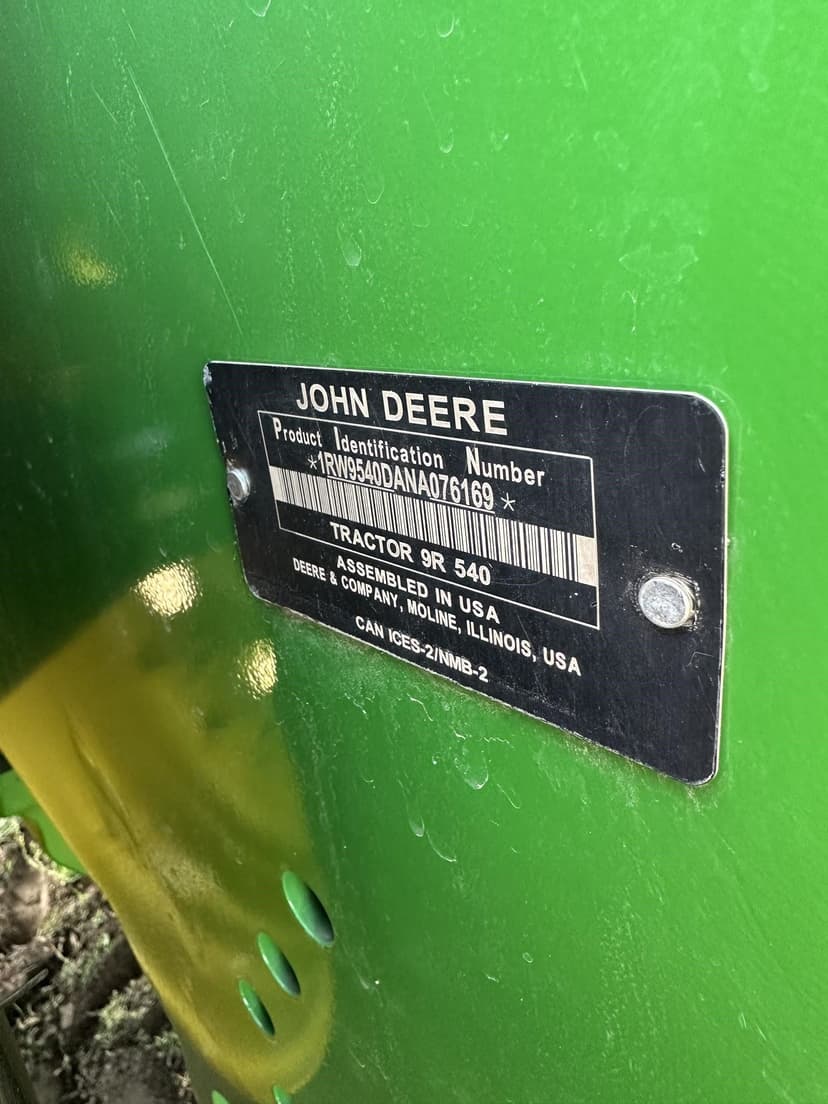 JOHN DEERE
Product Identification Number
*1RW9540DANA076169*
TRACTOR 9R 540
ASSEMBLED IN USA
DEERE & COMPANY, MOLINE, ILLINOIS, USA
CAN ICES-2/NMB-2